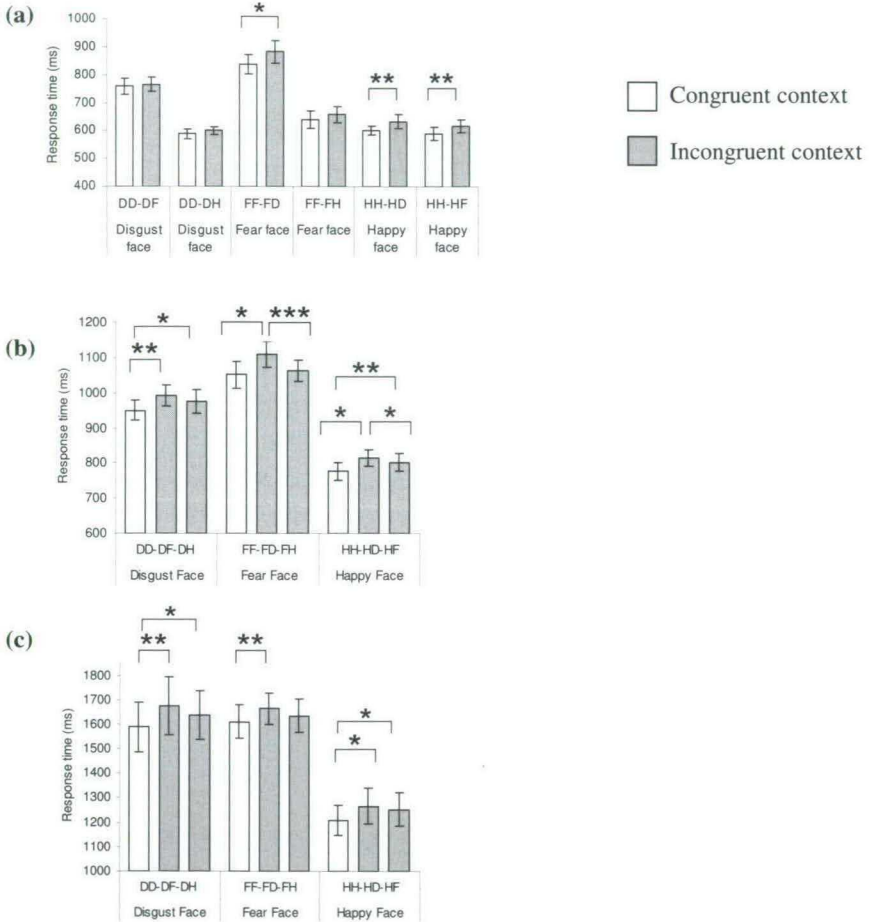 (a)
*
** **
Response time (ms)
1000
900
800
700
600
500
400
DD-DF DD-DH FF-FD FF-FH HH-HD HH-HF
Disgust face Disgust face Fear face Fear face Happy face Happy face
Congruent context
Incongruent context
(b)
* * ***
** **
* *
Response time (ms)
1200
1100
1000
900
800
700
600
DD-DF-DH FF-FD-FH HH-HD-HF
Disgust Face Fear Face Happy Face
(c)
*
** **
*
*
Response time (ms)
1800
1700
1600
1500
1400
1300
1200
1100
1000
DD-DF-DH FF-FD-FH HH-HD-HF
Disgust Face Fear Face Happy Face